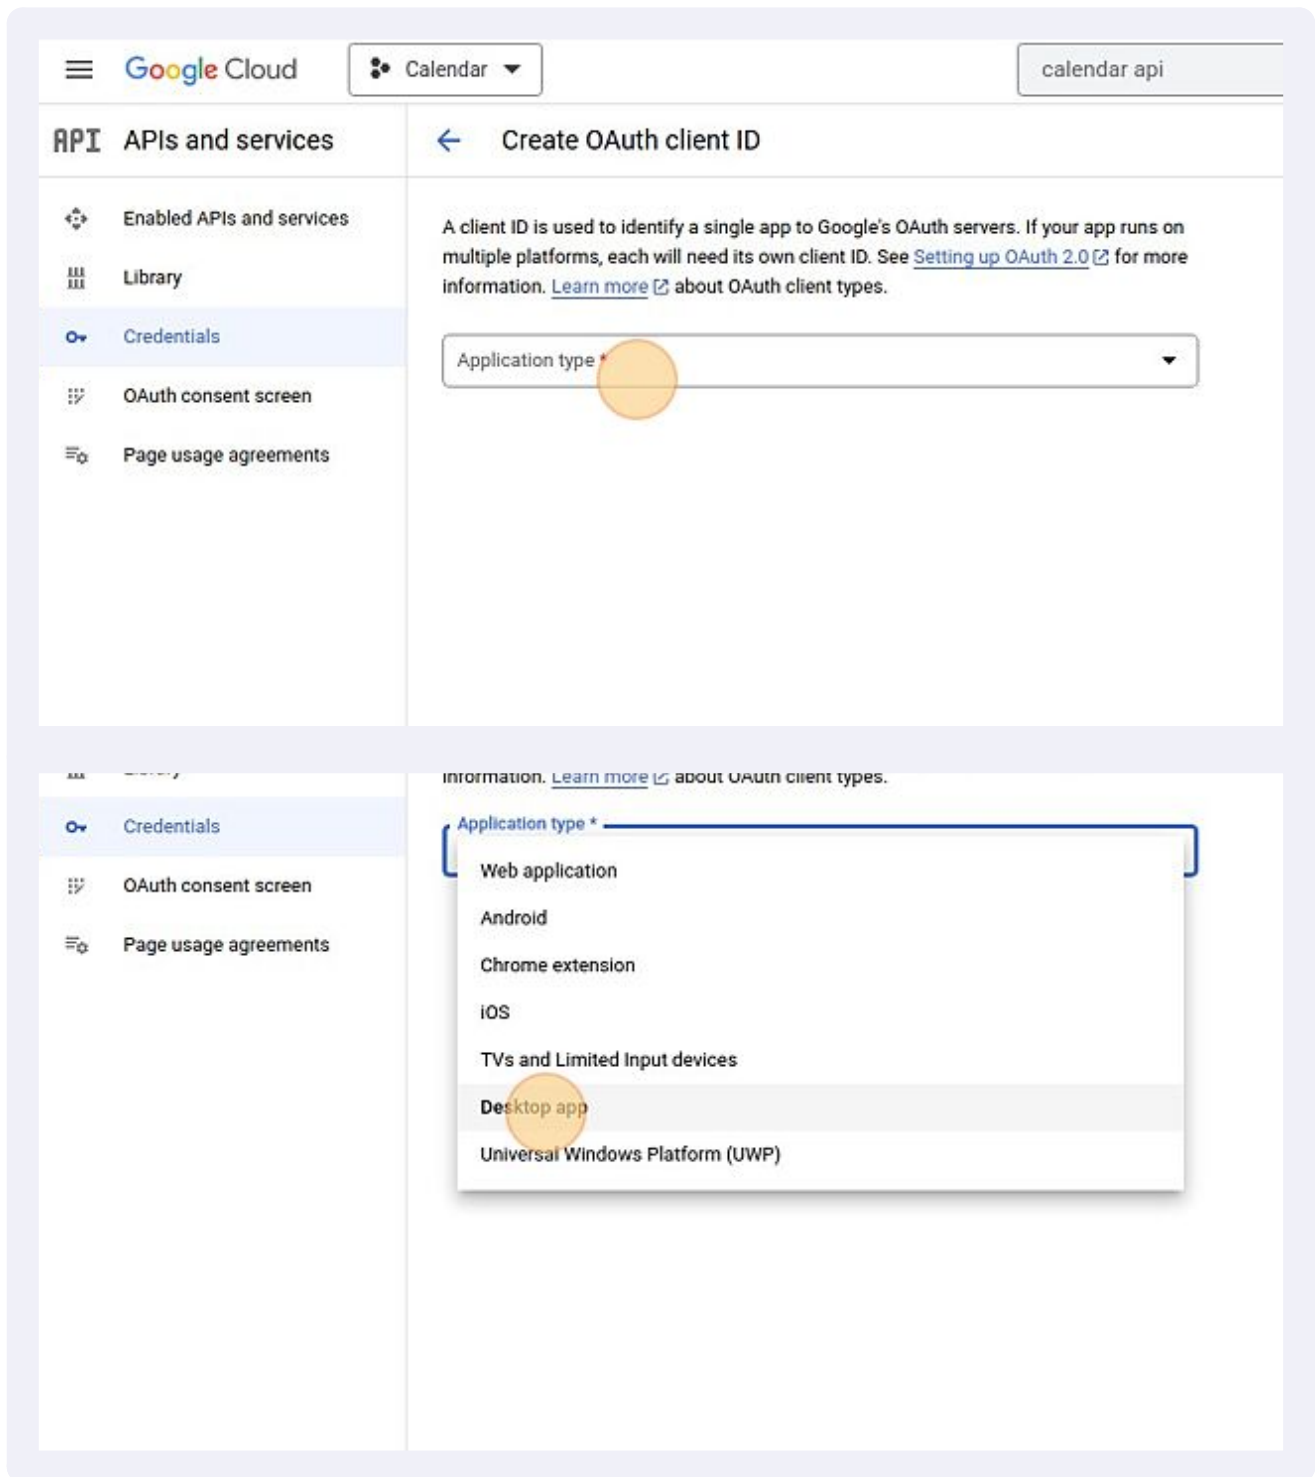 Google Cloud
Calendar
calendar api
API APIs and services
Create OAuth client ID
Enabled APIs and services
Library
Credentials
OAuth consent screen
Page usage agreements
A client ID is used to identify a single app to Google's OAuth servers. If your app runs on
multiple platforms, each will need its own client ID. See Setting up OAuth 2.0 for more
information. Learn more about OAuth client types.
Application type *
Library
Credentials
OAuth consent screen
Page usage agreements
information. Learn more about OAuth client types.
Application type *
Web application
Android
Chrome extension
iOS
TVs and Limited Input devices
Desktop app
Universal Windows Platform (UWP)